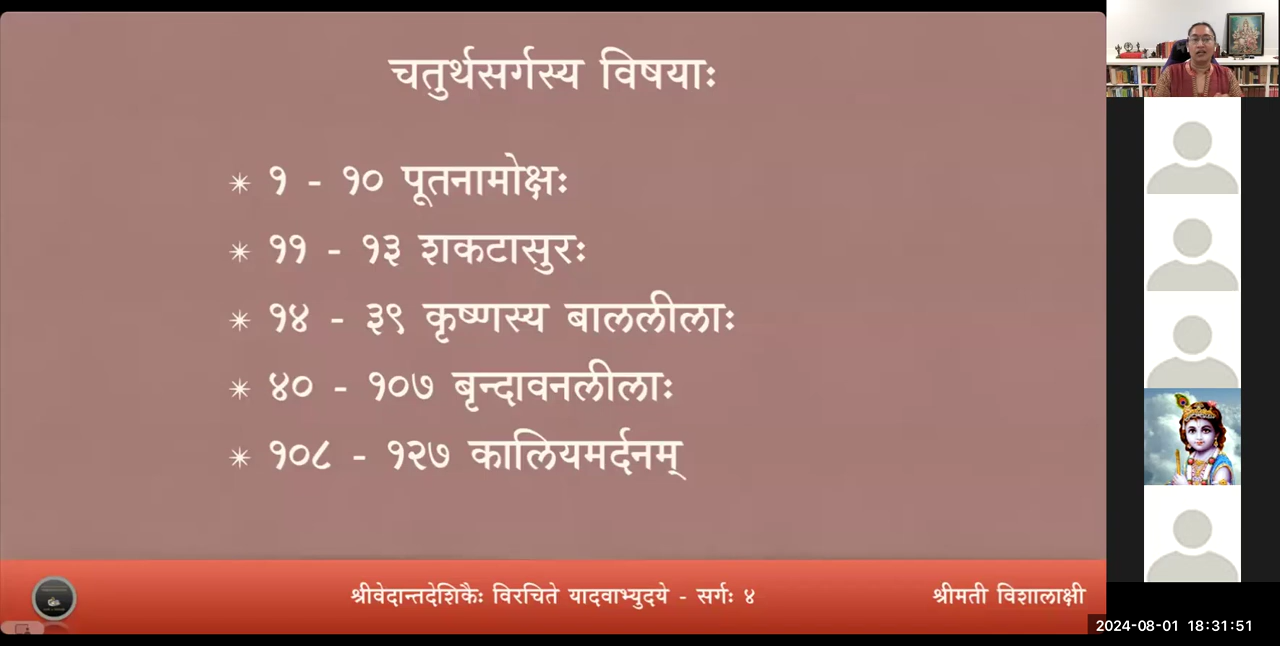 चतुर्थसर्गस्य विषयाः
✴ १ - १० पूतनामोक्षः
✴ ११ - १३ शकटासुरः
✴ १४ - ३९ कृष्णस्य बाललीलाः
✴ ४० - १०७ बृन्दावनलीलाः
✴ १०८ - १२७ कालियमर्दनम्
श्रीवेदान्तदेशिकैः विरचिते यादवाभ्युदये - सर्गः ४
श्रीमती विशालाक्षी
2024-08-01 18:31:51